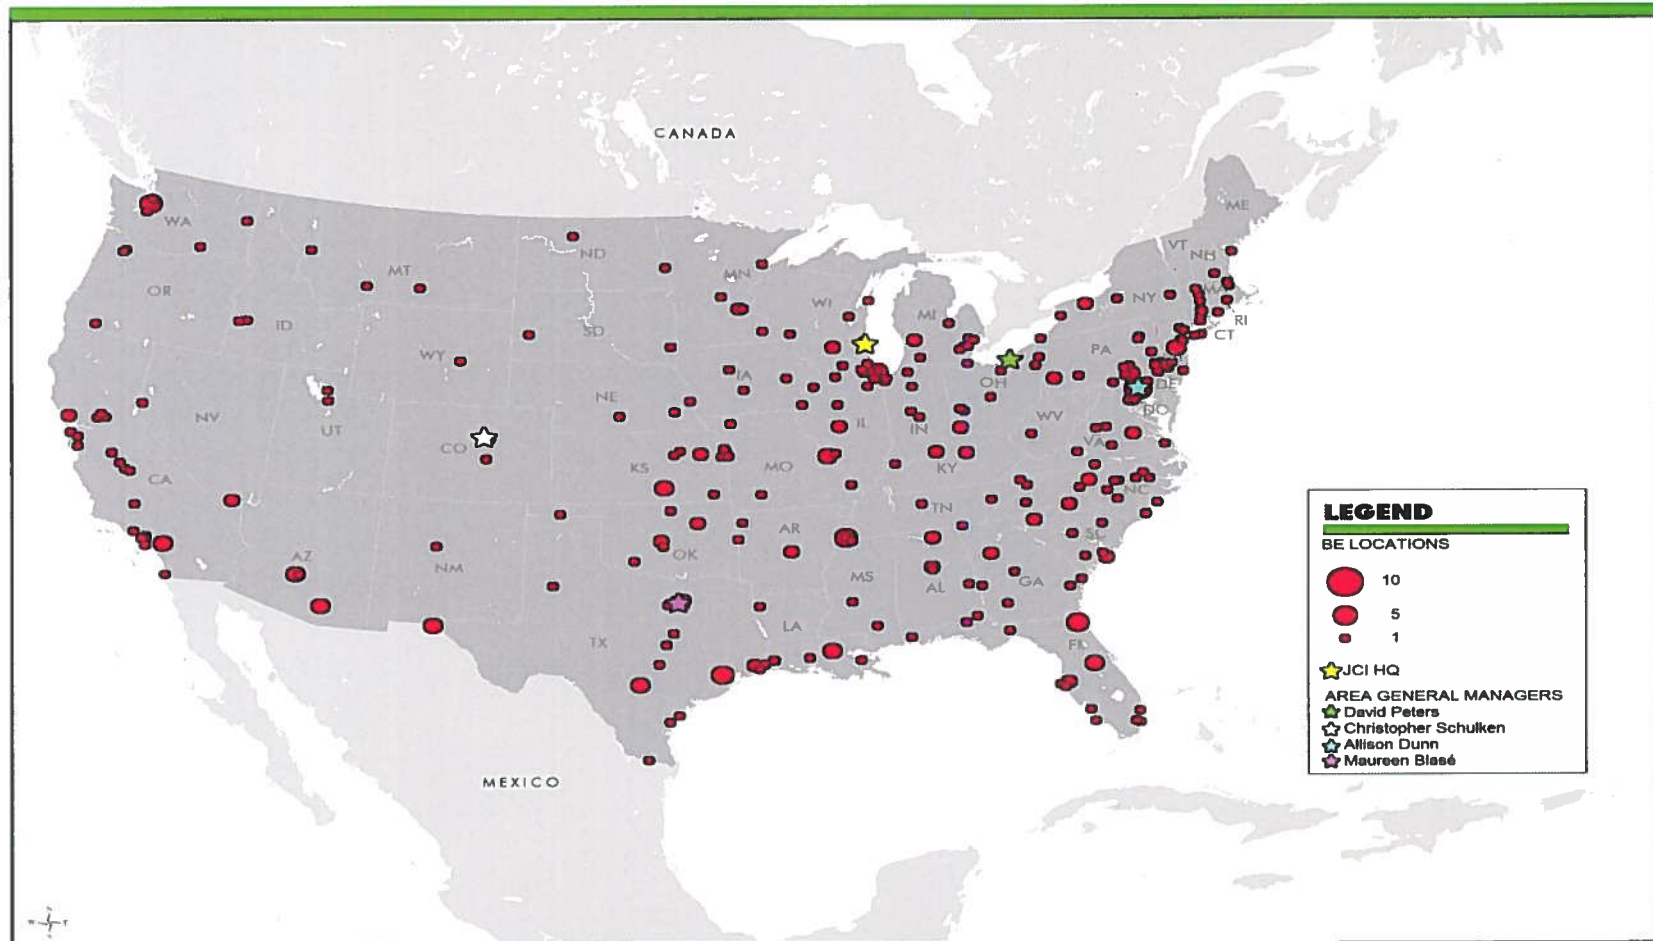 CANADA
ME
WA
VT
NH
MT
ND
MN
OR
NY
MA
WI
MI
RI
ID
SD
CT
WY
PA
IA
OH
DE
NE
NV
IL
IN
WV
UT
CO
VA
KS
MO
KY
CA
NC
TN
AR
SC
AZ
OK
NM
MS
AL
GA
LA
TX
FL
MEXICO
LEGEND
BE LOCATIONS
10
5
1
JCI HQ
AREA GENERAL MANAGERS
David Peters
Christopher Schulken
Allison Dunn
Maureen Blasé